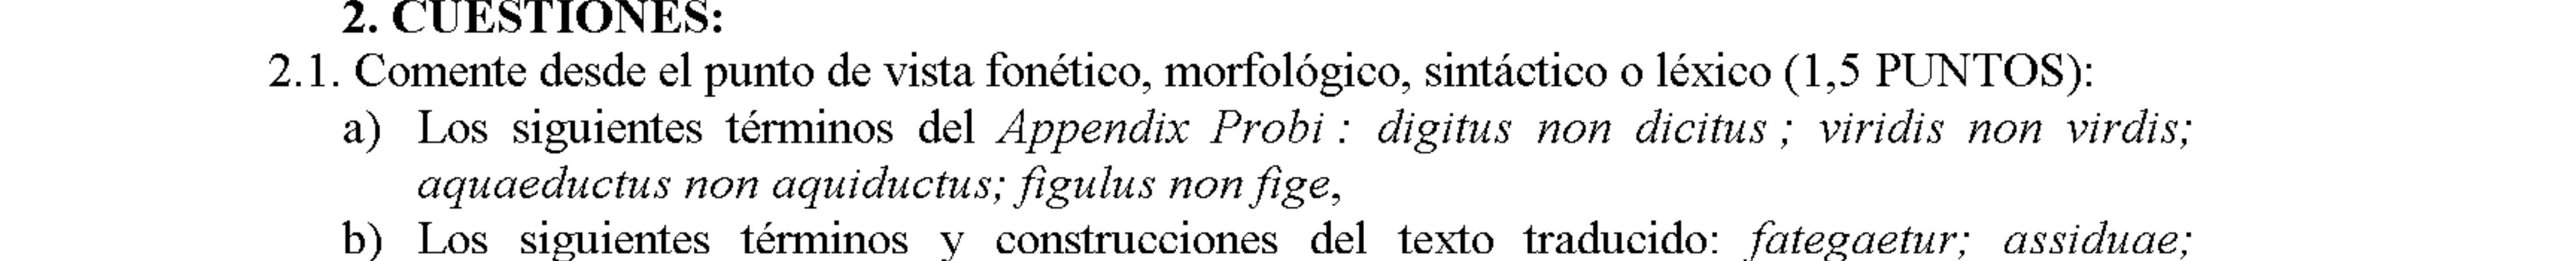 2. CUESTIONES:
2.1. Comente desde el punto de vista fonético, morfológico, sintáctico o léxico (1,5 PUNTOS):
a) Los siguientes términos del Appendix Probi : digitus non dicitus ; viridis non virdis;
aquaeductus non aquiductus; figulus non fige,
b) Los siguientes términos y construcciones del texto traducido: fategaetur; assiduae;